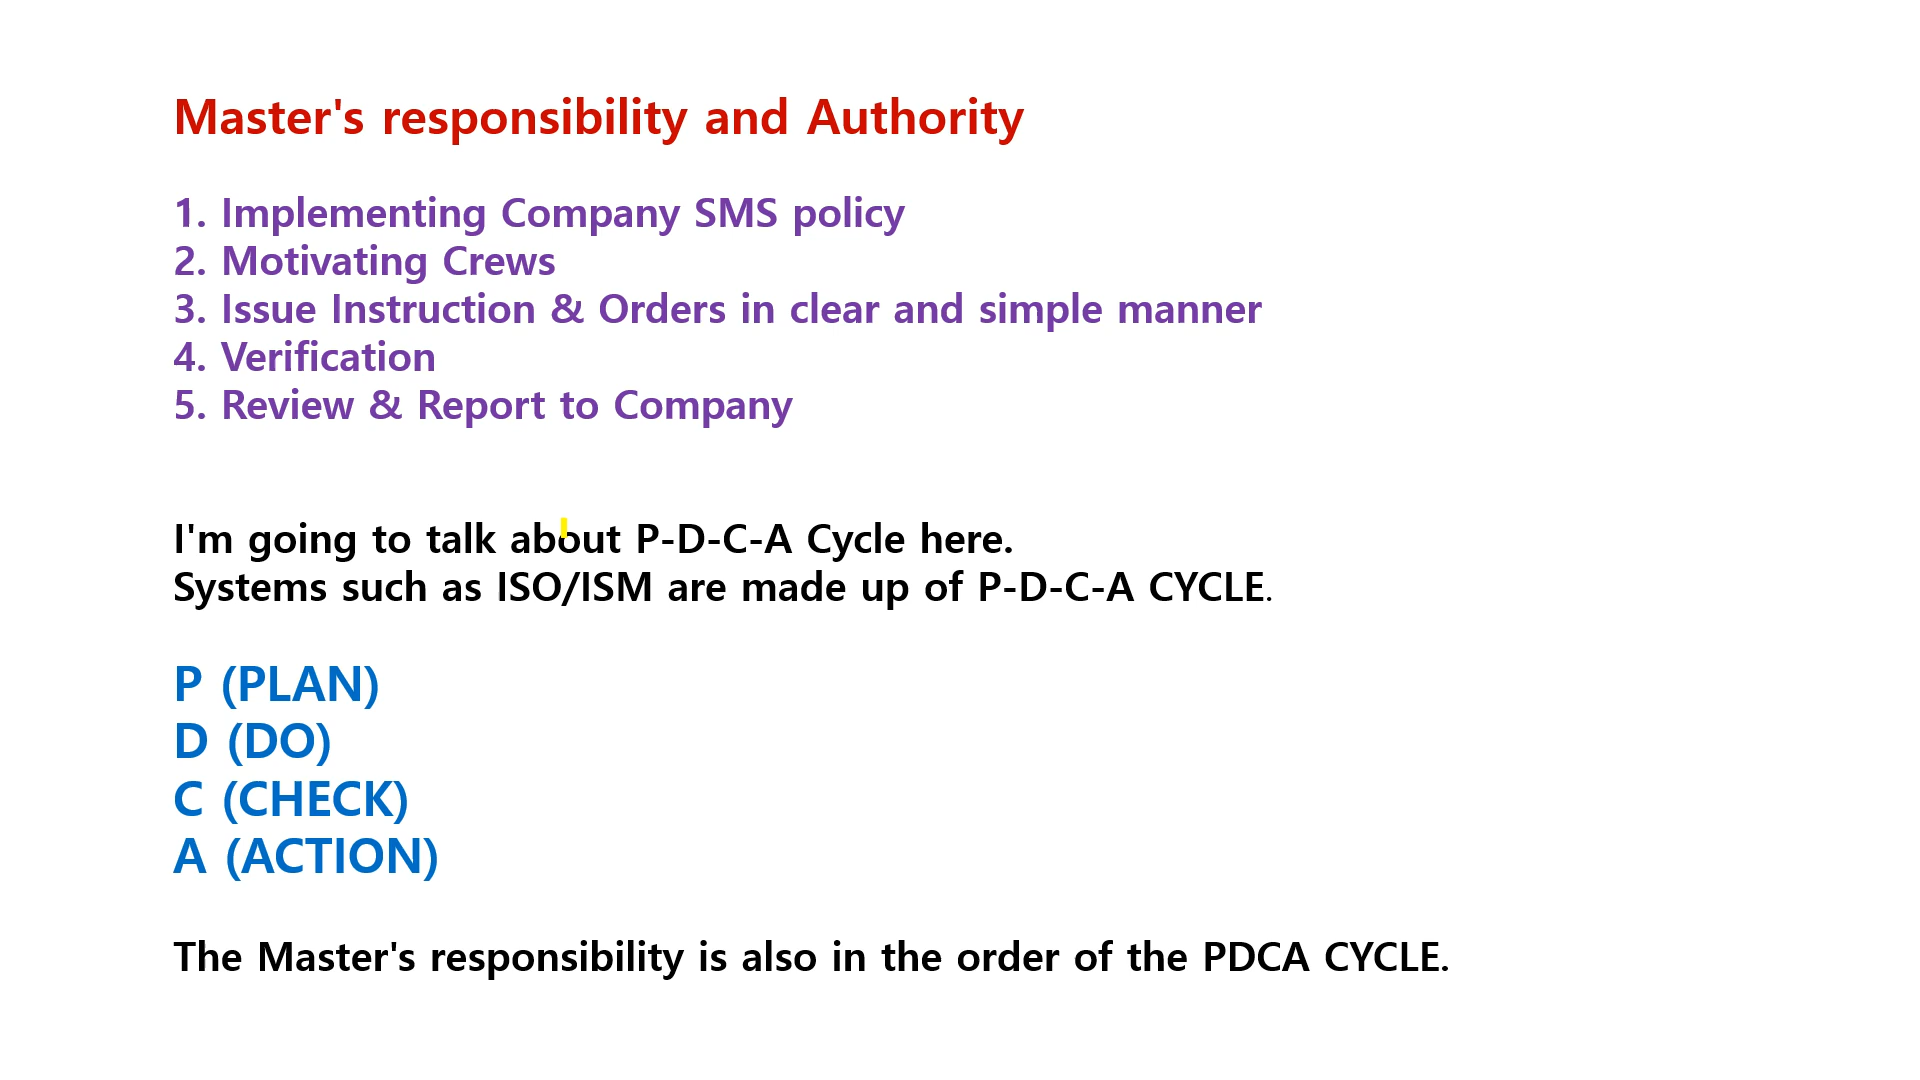 Master's responsibility and Authority
1. Implementing Company SMS policy
2. Motivating Crews
3. Issue Instruction & Orders in clear and simple manner
4. Verification
5. Review & Report to Company
I'm going to talk about P-D-C-A Cycle here.
Systems such as ISO/ISM are made up of P-D-C-A CYCLE.
P (PLAN)
D (DO)
C (CHECK)
A (ACTION)
The Master's responsibility is also in the order of the PDCA CYCLE.